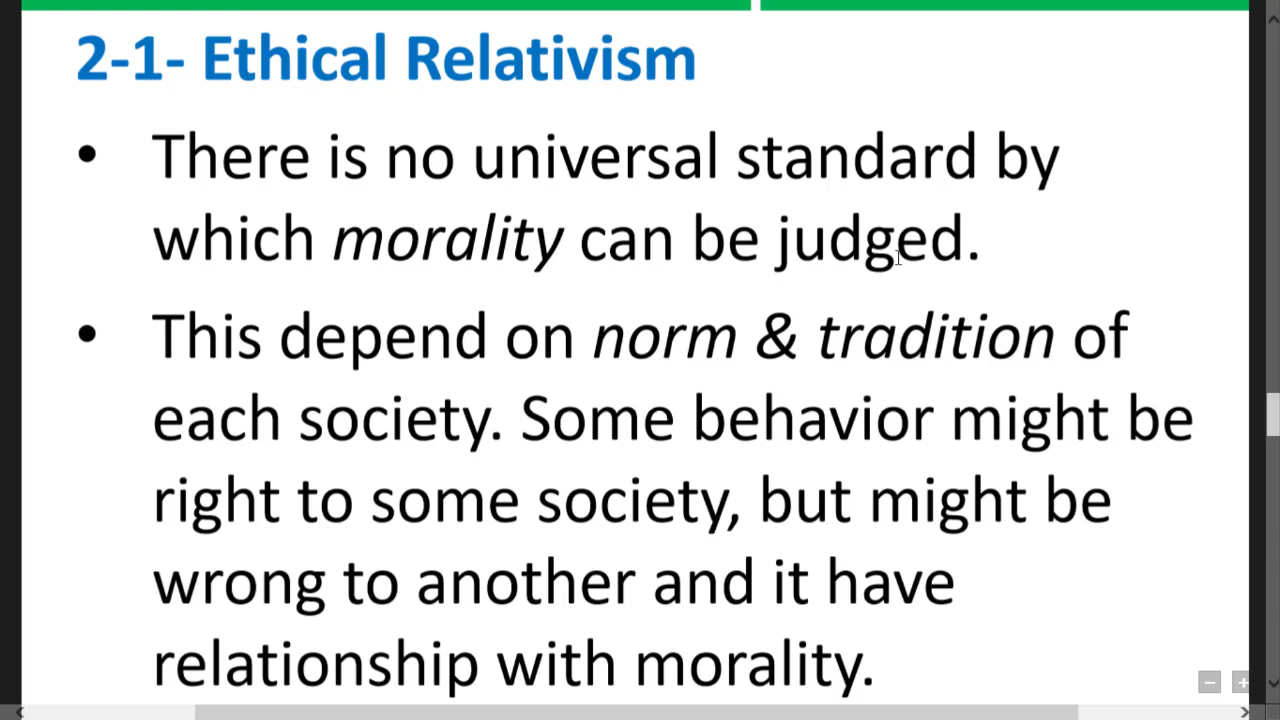 2-1- Ethical Relativism
• There is no universal standard by
which morality can be judged.
• This depend on norm & tradition of
each society. Some behavior might be
right to some society, but might be
wrong to another and it have
relationship with morality.